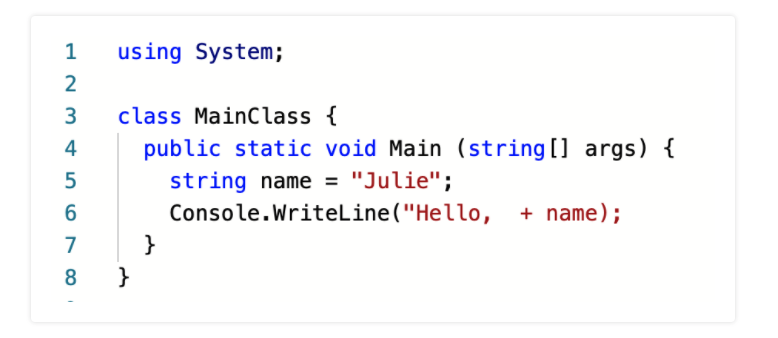 1 using System;
2
3 class MainClass {
4 public static void Main (string[] args) {
5 string name = "Julie";
6 Console.WriteLine("Hello,  + name);
7 }
8 }